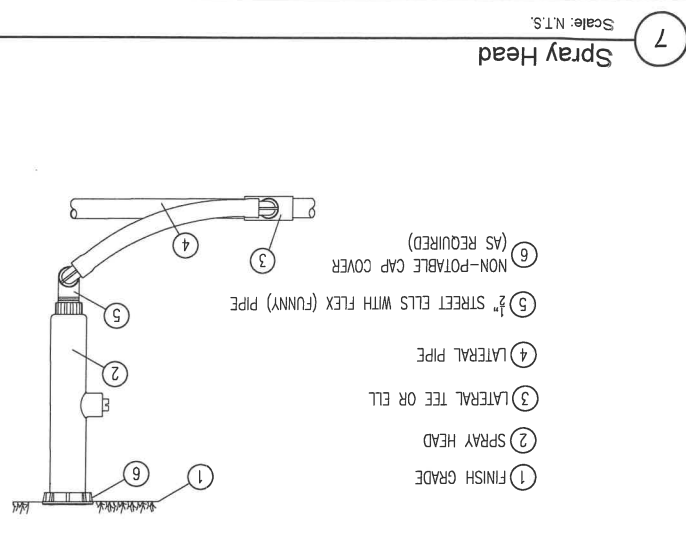 1 FINISH GRADE
2 SPRAY HEAD
3 LATERAL TEE OR ELL
4 LATERAL PIPE
5 1/2" STREET ELLS WITH FLEX (FUNNY) PIPE
6 NON-POTABLE CAP COVER
(AS REQUIRED)
1
6
2
5
3
4
7
Spray Head
Scale: N.T.S.